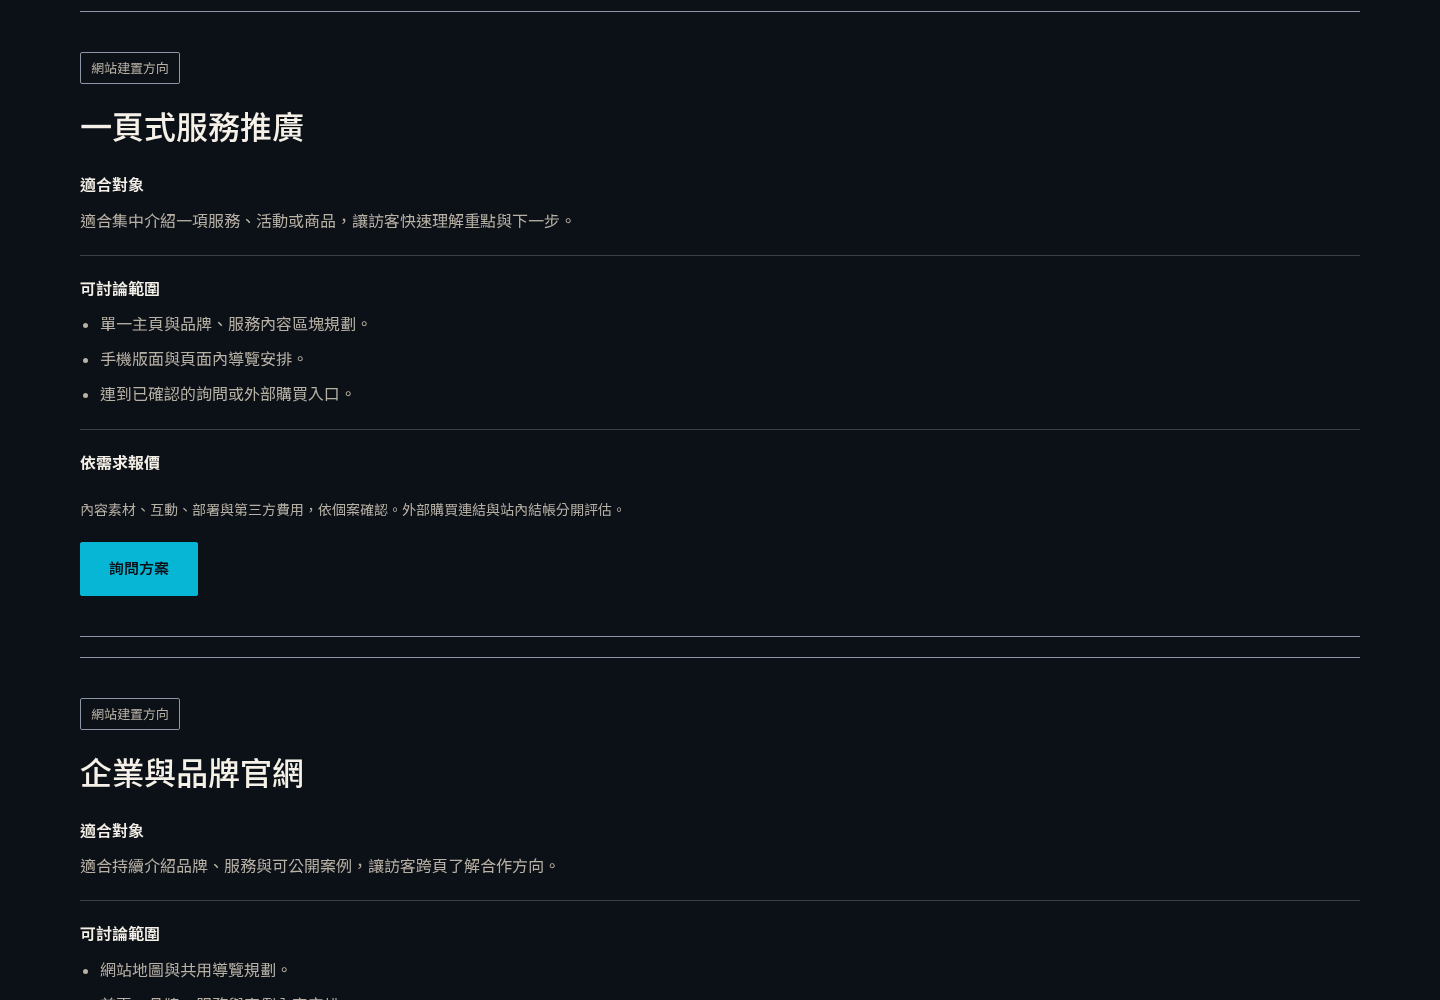 網站建置方向
一頁式服務推廣
適合對象
適合集中介紹一項服務、活動或商品，讓訪客快速理解重點與下一步。
可討論範圍
單一主頁與品牌、服務內容區塊規劃。
手機版面與頁面內導覽安排。
連到已確認的詢問或外部購買入口。
依需求報價
內容素材、互動、部署與第三方費用，依個案確認。外部購買連結與站內結帳分開評估。
詢問方案
網站建置方向
企業與品牌官網
適合對象
適合持續介紹品牌、服務與可公開案例，讓訪客跨頁了解合作方向。
可討論範圍
網站地圖與共用導覽規劃。